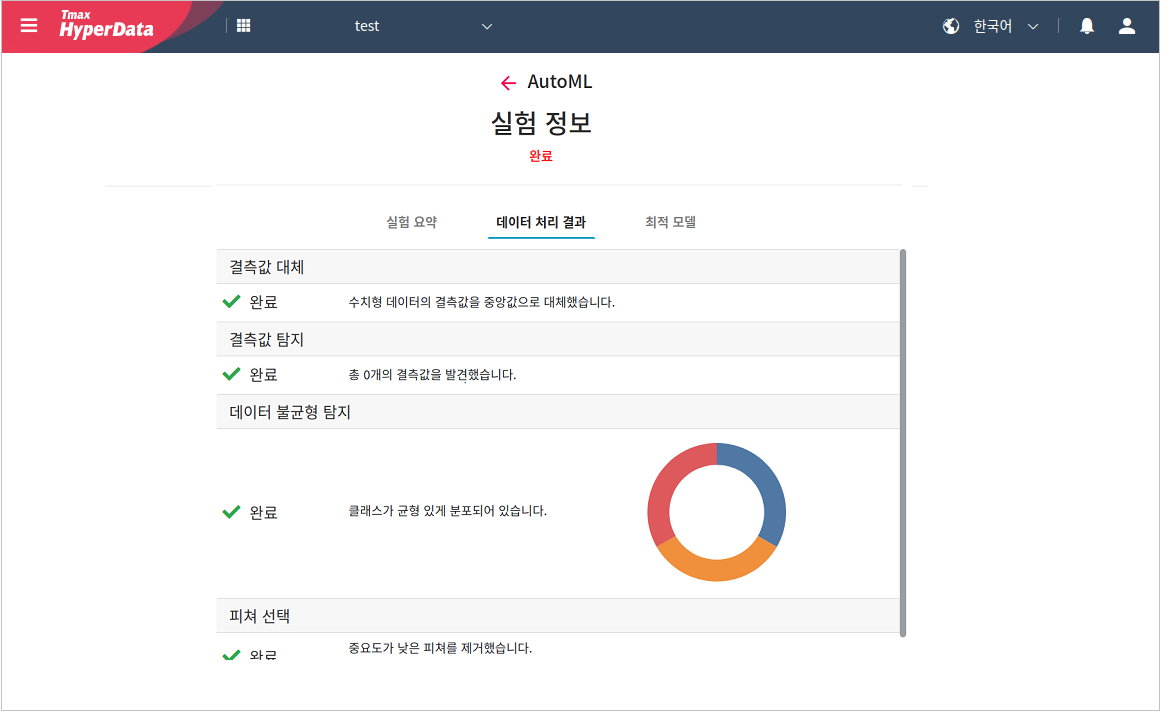 Tmax
HyperData
test
한국어
AutoML
실험 정보
완료
실험 요약
데이터 처리 결과
최적 모델
결측값 대체
완료
수치형 데이터의 결측값을 중앙값으로 대체했습니다.
결측값 탐지
완료
총 0개의 결측값을 발견했습니다.
데이터 불균형 탐지
완료
클래스가 균형 있게 분포되어 있습니다.
피쳐 선택
중요도가 낮은 피쳐를 제거했습니다.
완료